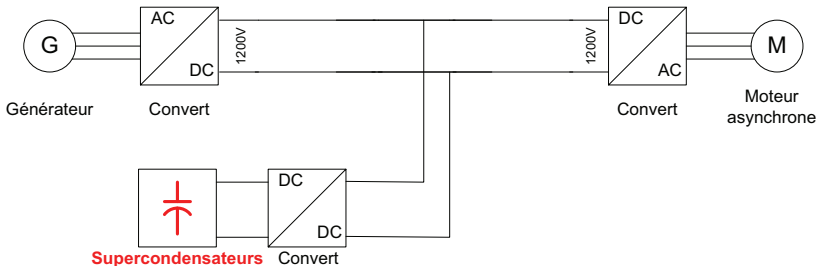 AC
DC
1200V
1200V
DC
AC
G
M
Générateur
Convert
Convert
Moteur
asynchrone
DC
DC
Supercondensateurs
Convert